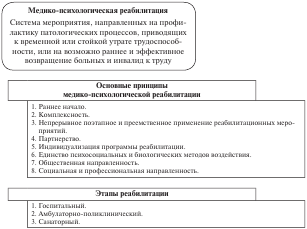 Медико-психологическая реабилитация
Система мероприятия, направленных на профи-
лактику патологических процессов, приводящих
к временной или стойкой утрате трудоспособ-
ности, или на возможно раннее и эффективное
возвращение больных и инвалид к труду
Основные принципы
медико-психологической реабилитации
1. Раннее начало.
2. Комплексность.
3. Непрерывное поэтапное и преемственное применение реабилитационных меро-
приятий.
4. Партнерство.
5. Индивидуализация программы реабилитации.
6. Единство психосоциальных и биологических методов воздействия.
7. Общественная направленность.
8. Социальная и профессиональная направленность.
Этапы реабилитации
1. Госпитальный.
2. Амбулаторно-поликлинический.
3. Санаторный.